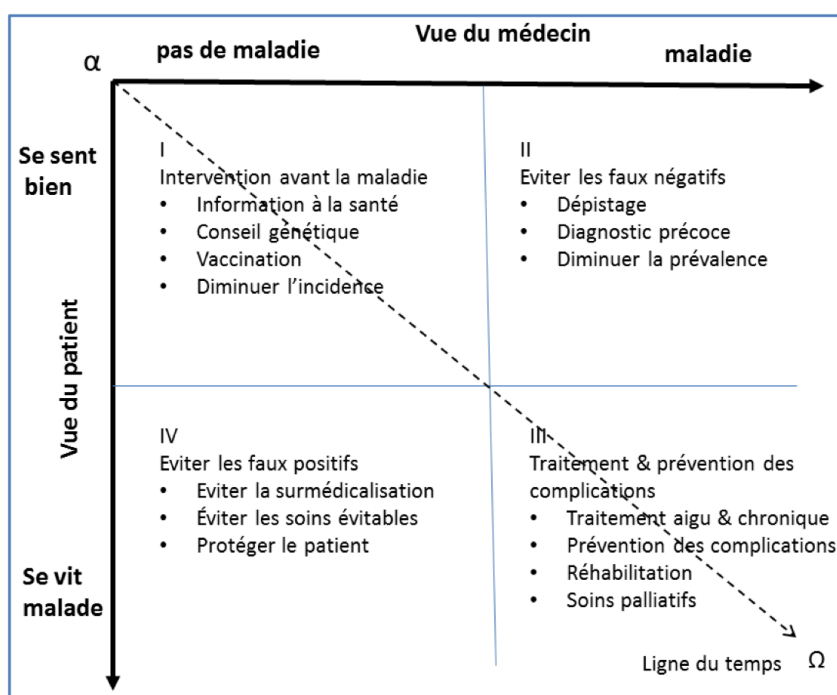 Vue du médecin
pas de maladie
maladie
α
Se sent
bien
I
Intervention avant la maladie
• Information à la santé
• Conseil génétique
• Vaccination
• Diminuer l'incidence
II
Eviter les faux négatifs
• Dépistage
• Diagnostic précoce
• Diminuer la prévalence
Vue du patient
IV
Eviter les faux positifs
• Eviter la surmédicalisation
• Éviter les soins évitables
• Protéger le patient
III
Traitement & prévention des
complications
• Traitement aigu & chronique
• Prévention des complications
• Réhabilitation
• Soins palliatifs
Se vit
malade
Ligne du temps
Ω